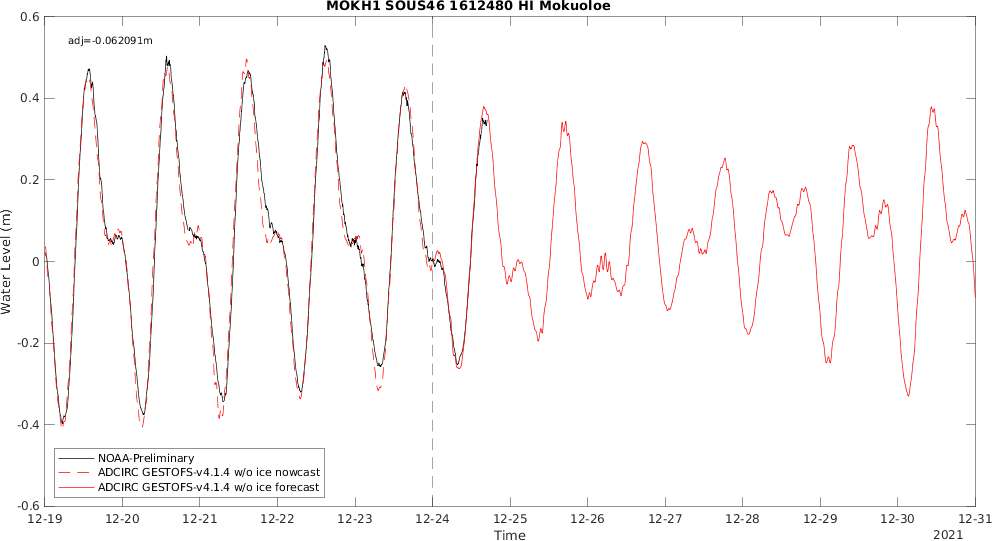 MOKH1 SOUS46 1612480 HI Mokuoloe
adj=-0.062091m
0.6
0.4
0.2
0
-0.2
-0.4
-0.6
Water Level (m)
NOAA-Preliminary
ADCIRC GESTOFS-v4.1.4 w/o ice nowcast
ADCIRC GESTOFS-v4.1.4 w/o ice forecast
12-19 12-20 12-21 12-22 12-23 12-24 12-25 12-26 12-27 12-28 12-29 12-30 12-31
Time
2021